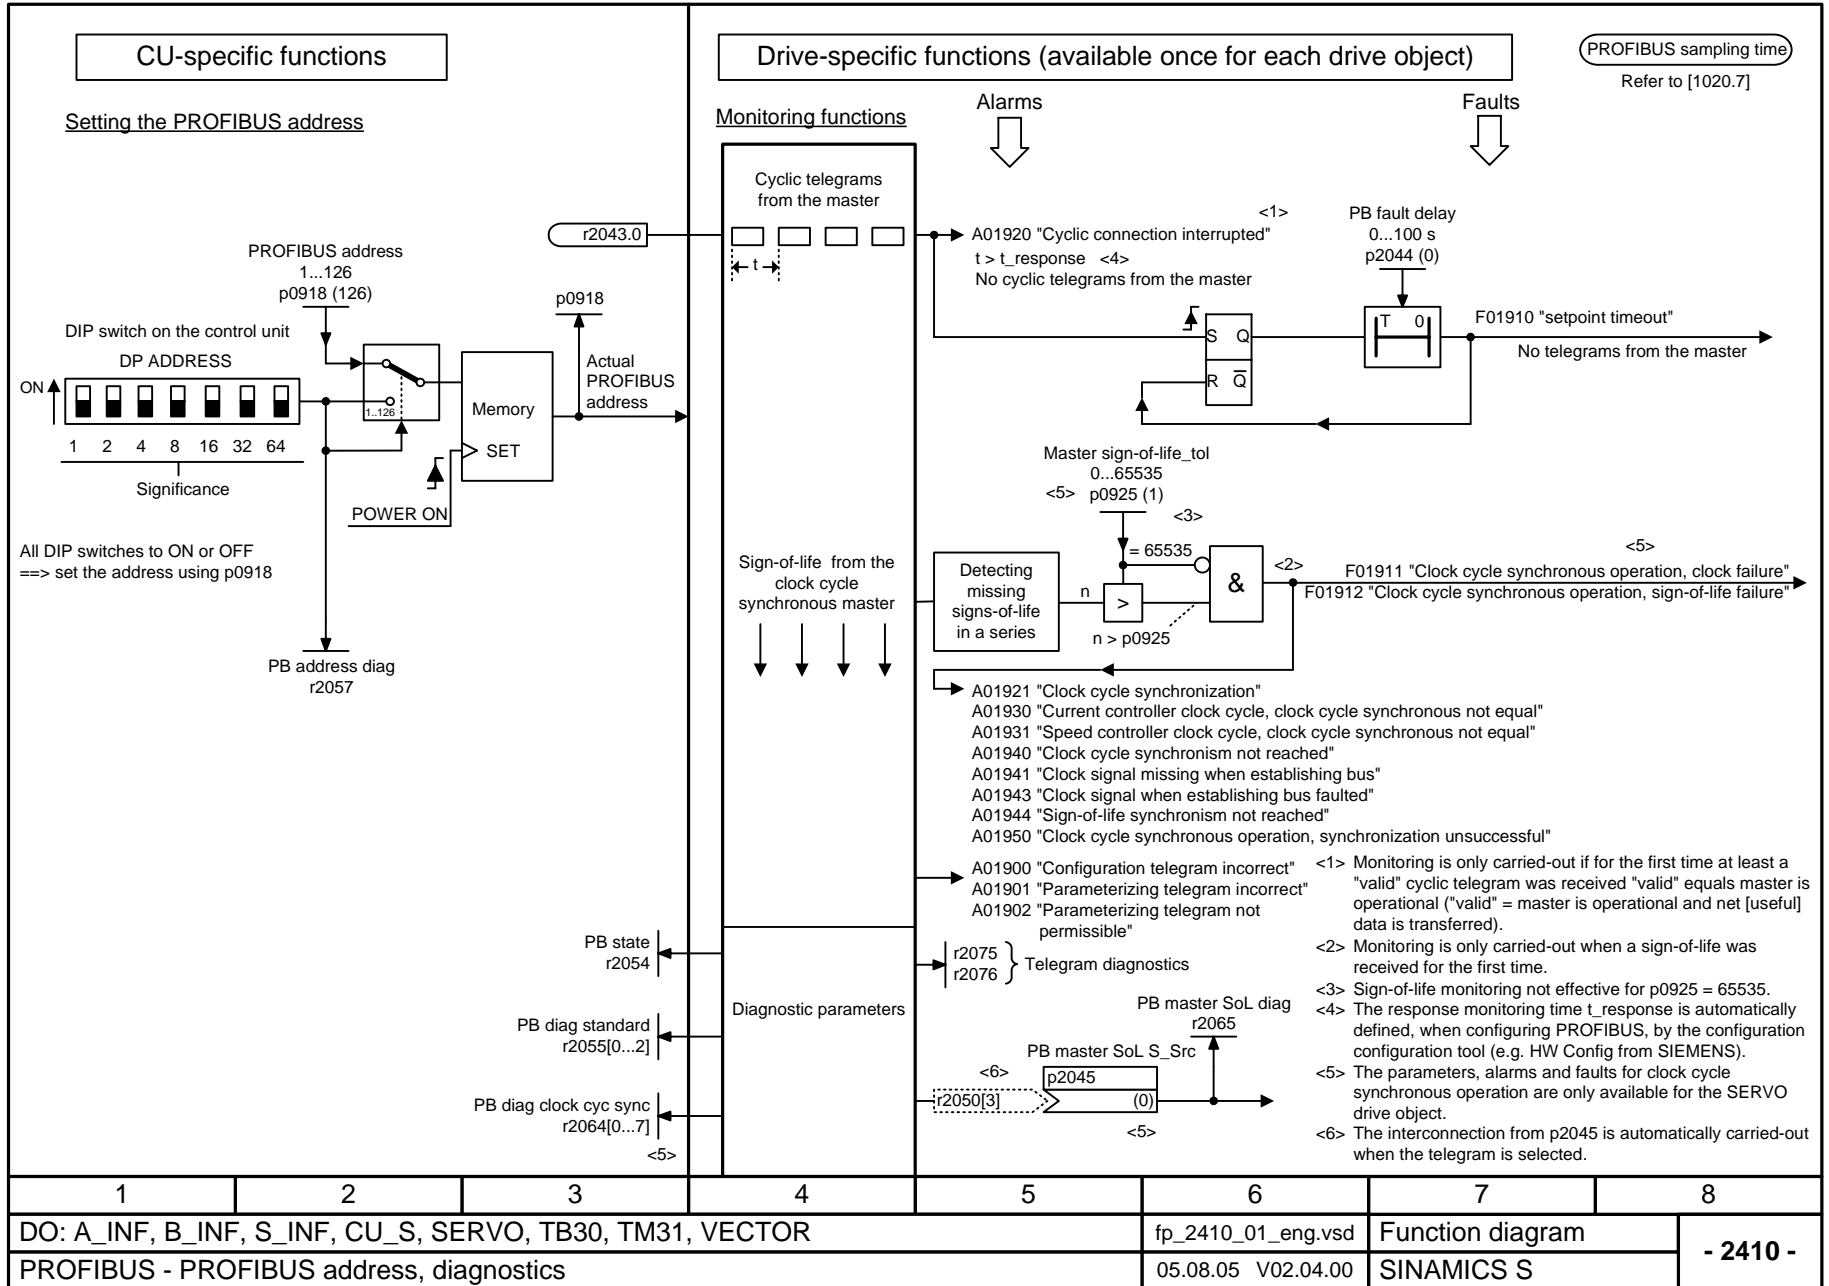 CU-specific functions
Drive-specific functions (available once for each drive object)
PROFIBUS sampling time
Refer to [1020.7]
Setting the PROFIBUS address
Monitoring functions
Alarms
Faults
PROFIBUS address
1...126
p0918 (126)
DIP switch on the control unit
DP ADDRESS
ON
1 2 4 8 16 32 64
Significance
1..126
All DIP switches to ON or OFF
==> set the address using p0918
PB address diag
r2057
Memory
SET
POWER ON
p0918
Actual
PROFIBUS
address
r2043.0
Cyclic telegrams
from the master
t
A01920 "Cyclic connection interrupted"
<1>
t > t_response <4>
No cyclic telegrams from the master
PB fault delay
0...100 s
p2044 (0)
S Q
R Q
T 0
F01910 "setpoint timeout"
No telegrams from the master
Sign-of-life from the
clock cycle
synchronous master
Detecting
missing
signs-of-life
in a series
n
Master sign-of-life_tol
0...65535
<5> p0925 (1)
<3>
= 65535
>
n > p0925
&
<2>
<5>
F01911 "Clock cycle synchronous operation, clock failure"
F01912 "Clock cycle synchronous operation, sign-of-life failure"
A01921 "Clock cycle synchronization"
A01930 "Current controller clock cycle, clock cycle synchronous not equal"
A01931 "Speed controller clock cycle, clock cycle synchronous not equal"
A01940 "Clock cycle synchronism not reached"
A01941 "Clock signal missing when establishing bus"
A01943 "Clock signal when establishing bus faulted"
A01944 "Sign-of-life synchronism not reached"
A01950 "Clock cycle synchronous operation, synchronization unsuccessful"
A01900 "Configuration telegram incorrect"
A01901 "Parameterizing telegram incorrect"
A01902 "Parameterizing telegram not
permissible"
PB state
r2054
PB diag standard
r2055[0...2]
PB diag clock cyc sync
r2064[0...7]
<5>
Diagnostic parameters
r2075
r2076
Telegram diagnostics
PB master SoL diag
r2065
PB master SoL S_Src
<6>
p2045
r2050[3]
(0)
<5>
<1> Monitoring is only carried-out if for the first time at least a
"valid" cyclic telegram was received "valid" equals master is
operational ("valid" = master is operational and net [useful]
data is transferred).
<2> Monitoring is only carried-out when a sign-of-life was
received for the first time.
<3> Sign-of-life monitoring not effective for p0925 = 65535.
<4> The response monitoring time t_response is automatically
defined, when configuring PROFIBUS, by the configuration
configuration tool (e.g. HW Config from SIEMENS).
<5> The parameters, alarms and faults for clock cycle
synchronous operation are only available for the SERVO
drive object.
<6> The interconnection from p2045 is automatically carried-out
when the telegram is selected.
1 2 3 4 5 6 7 8
DO: A_INF, B_INF, S_INF, CU_S, SERVO, TB30, TM31, VECTOR
fp_2410_01_eng.vsd
Function diagram
- 2410 -
PROFIBUS - PROFIBUS address, diagnostics
05.08.05 V02.04.00
SINAMICS S